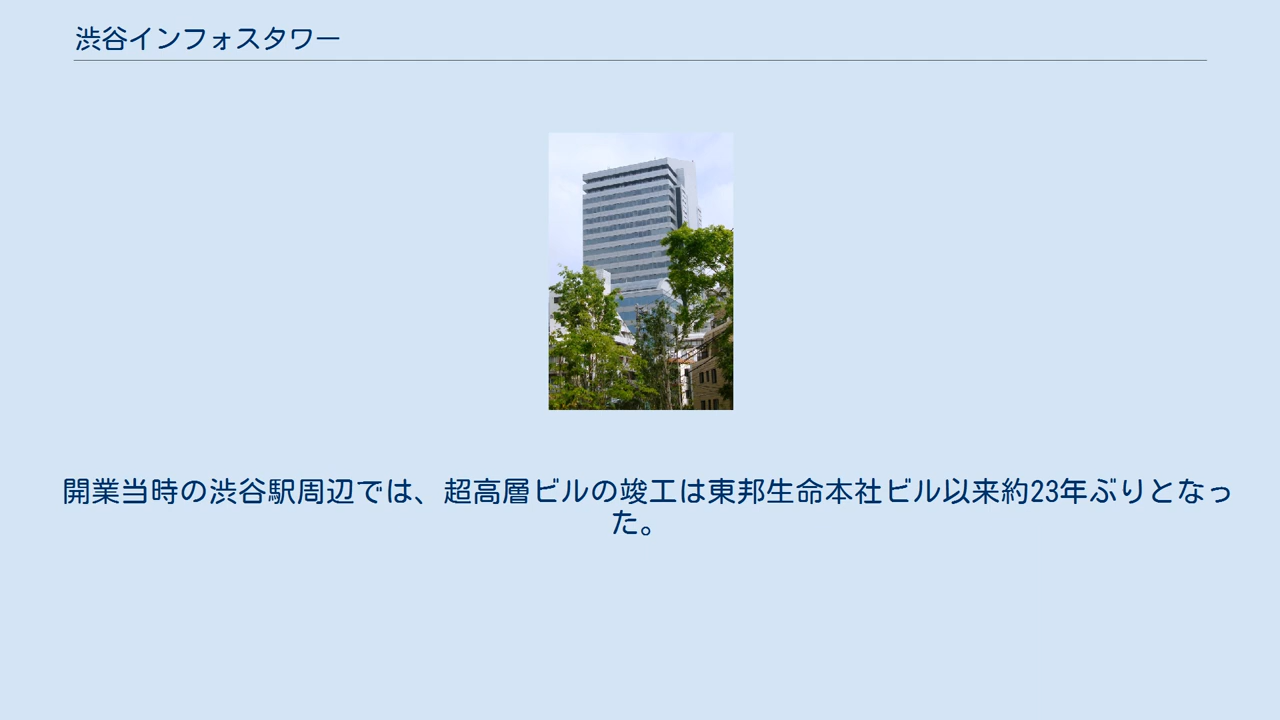 渋谷インフォスタワー
開業当時の渋谷駅周辺では、超高層ビルの竣工は東邦生命本社ビル以来約23年ぶりとなっ
た。